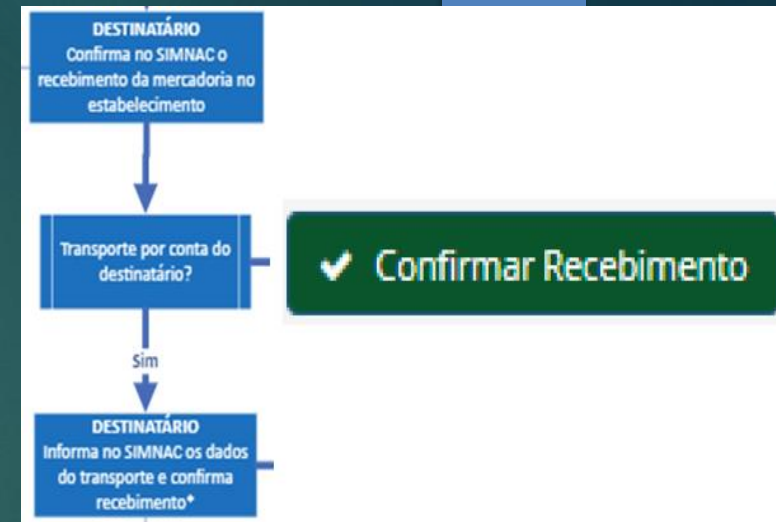 DESTINATÁRIO
Confirma no SIMNAC o
recebimento da mercadoria no
estabelecimento
Transporte por conta do
destinatário?
✔ Confirmar Recebimento
Sim
DESTINATÁRIO
Informa no SIMNAC os dados
do transporte e confirma
recebimento*